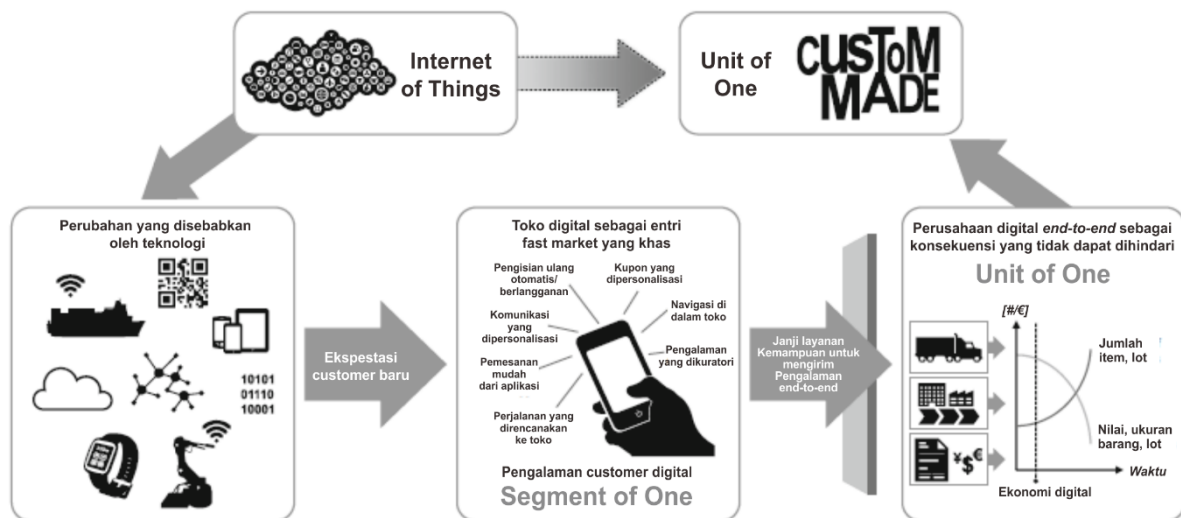 Internet
of Things
Unit of
One
CUSToM
MADE
Perubahan yang disebabkan
oleh teknologi
10101
01110
10001
Ekspestasi
customer baru
Toko digital sebagai entri
fast market yang khas
Pengisian ulang
otomatis/
berlangganan
Kupon yang
dipersonalisasi
Komunikasi
yang
dipersonalisasi
Navigasi di
dalam toko
Pemesanan
mudah
dari aplikasi
Pengalaman
yang dikuratori
Perjalanan yang
direncanakan
ke toko
Pengalaman customer digital
Segment of One
Janji layanan
Kemampuan untuk
mengirim
Pengalaman
end-to-end
Perusahaan digital end-to-end sebagai
konsekuensi yang tidak dapat dihindari
Unit of One
[#/€]
Jumlah
item, lot
Nilai, ukuran
barang, lot
¥$€
Waktu
Ekonomi digital